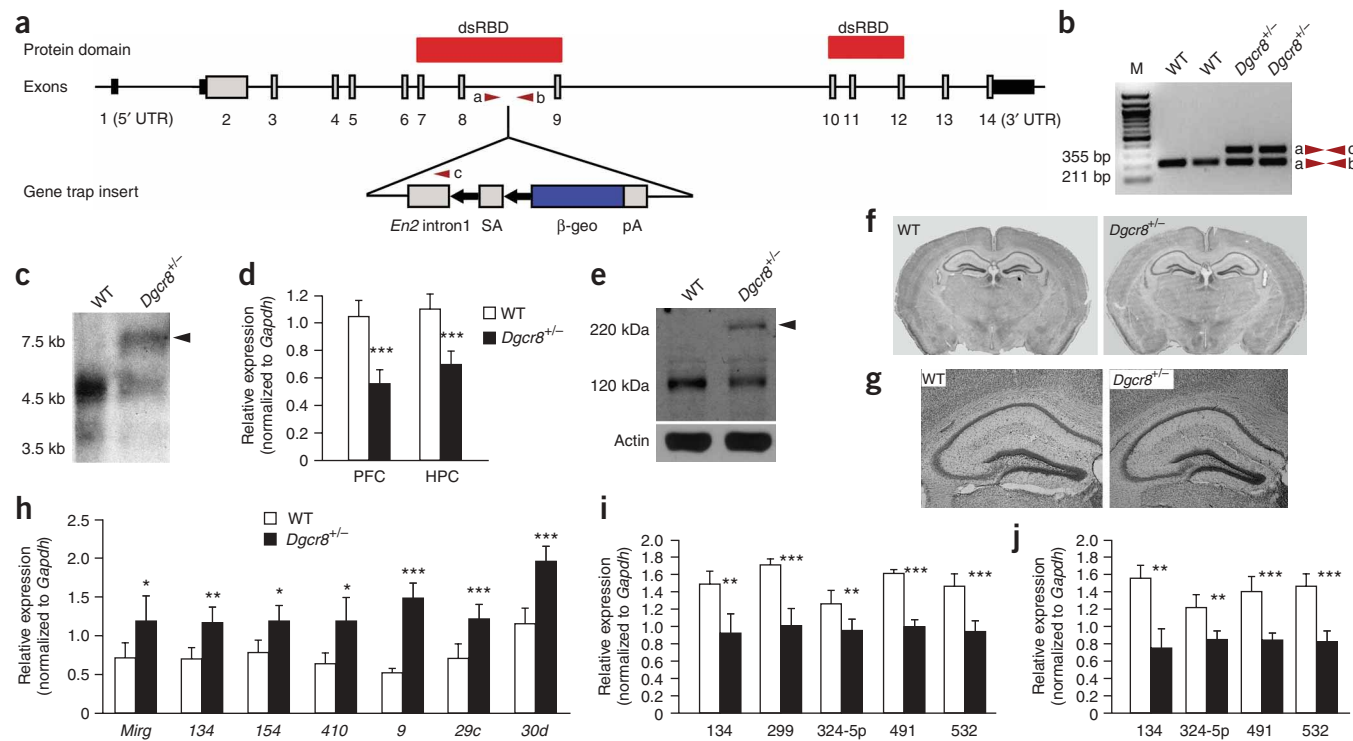 a
dsRBD
dsRBD
Protein domain
Exons
a
b
1 (5′ UTR)
2
3
4
5
6
7
8
9
10
11
12
13
14 (3′ UTR)
c
Gene trap insert
En2 intron1
SA
β-geo
pA
b
M
WT
WT
Dgcr8+/–
Dgcr8+/–
355 bp
211 bp
a
c
a
b
c
WT
Dgcr8+/–
7.5 kb
4.5 kb
3.5 kb
d
Relative expression
(normalized to Gapdh)
1.2
1.0
0.8
0.6
0.4
0.2
0
WT
Dgcr8+/–
***
***
PFC
HPC
e
WT
Dgcr8+/–
220 kDa
120 kDa
Actin
f
WT
Dgcr8+/–
g
WT
Dgcr8+/–
h
Relative expression
(normalized to Gapdh)
2.5
2.0
1.5
1.0
0.5
0
WT
Dgcr8+/–
*
**
*
*
***
***
***
Mirg
134
154
410
9
29c
30d
i
Relative expression
(normalized to Gapdh)
2.0
1.8
1.6
1.4
1.2
1.0
0.8
0.6
0.4
0.2
0
**
***
**
***
***
134
299
324-5p
491
532
j
Relative expression
(normalized to Gapdh)
2.0
1.8
1.6
1.4
1.2
1.0
0.8
0.6
0.4
0.2
0
**
**
***
***
134
324-5p
491
532